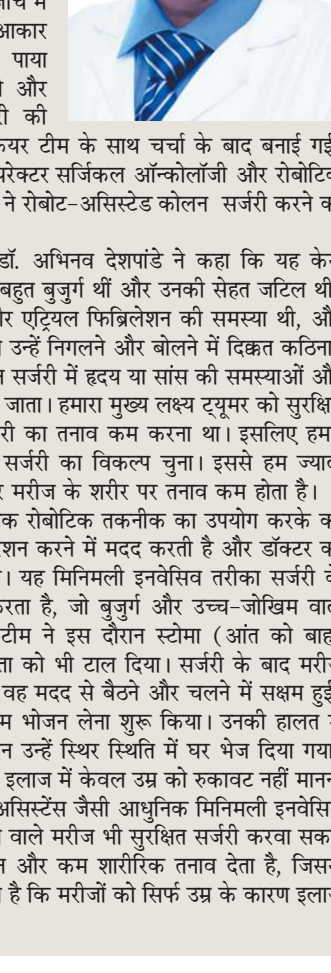 जांच में
आकार
पाया
और
री की
केयर टीम के साथ चर्चा के बाद बनाई गई
यरेक्टर सर्जिकल ऑन्कोलॉजी और रोबोटिक
ने रोबोट-असिस्टेड कोलन सर्जरी करने क
डॉ. अभिनव देशपांडे ने कहा कि यह केस
बहुत बुजुर्ग थीं और उनकी सेहत जटिल थी
र एट्रियल फिब्रिलेशन की समस्या थी, औ
उन्हें निगलने और बोलने में दिक्कत कठिना
न सर्जरी में हृदय या सांस की समस्याओं औ
जाता। हमारा मुख्य लक्ष्य ट्यूमर को सुरक्षि
री का तनाव कम करना था। इसलिए हम
सर्जरी का विकल्प चुना। इससे हम ज्याद
र मरीज के शरीर पर तनाव कम होता है।
क रोबोटिक तकनीक का उपयोग करके क
शन करने में मदद करती है और डॉक्टर क
। यह मिनिमली इनवेसिव तरीका सर्जरी के
करता है, जो बुजुर्ग और उच्च-जोखिम वाल
टीम ने इस दौरान स्टोमा (आंत को बाह
ता को भी टाल दिया। सर्जरी के बाद मरीज
वह मदद से बैठने और चलने में सक्षम हुई
म भोजन लेना शुरू किया। उनकी हालत
न उन्हें स्थिर स्थिति में घर भेज दिया गया
इलाज में केवल उम्र को रुकावट नहीं मानन
असिस्टेंस जैसी आधुनिक मिनिमली इनवेसि
वाले मरीज भी सुरक्षित सर्जरी करवा सक
न और कम शारीरिक तनाव देता है, जिसस
है कि मरीजों को सिर्फ उम्र के कारण इलाज